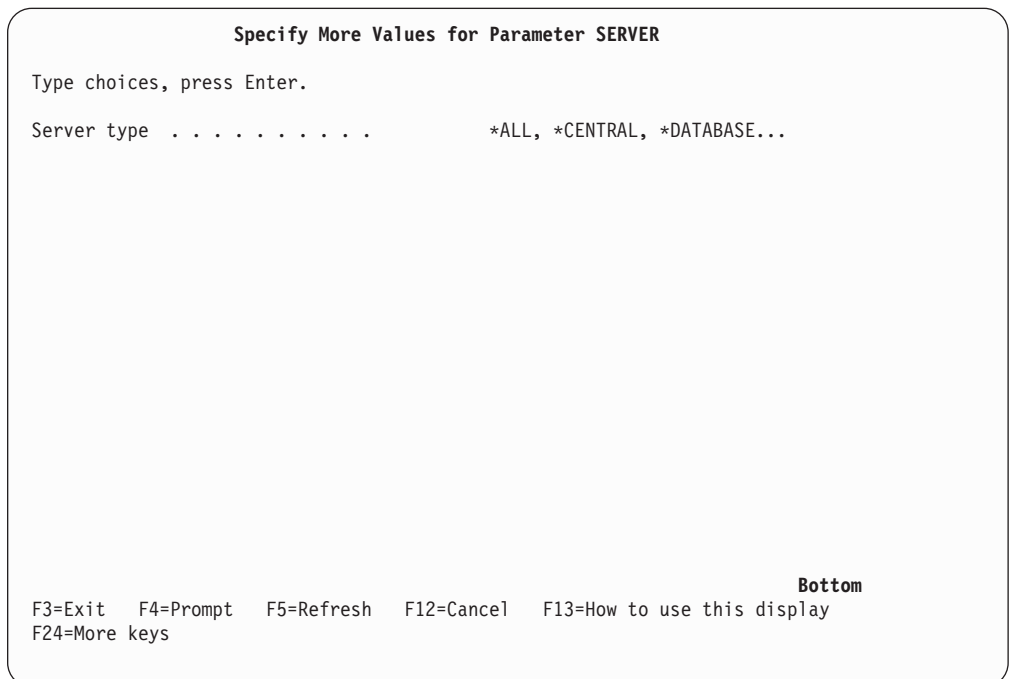 Specify More Values for Parameter SERVER
Type choices, press Enter.
Server type . . . . . . . . . . *ALL, *CENTRAL, *DATABASE...
Bottom
F3=Exit F4=Prompt F5=Refresh F12=Cancel F13=How to use this display
F24=More keys